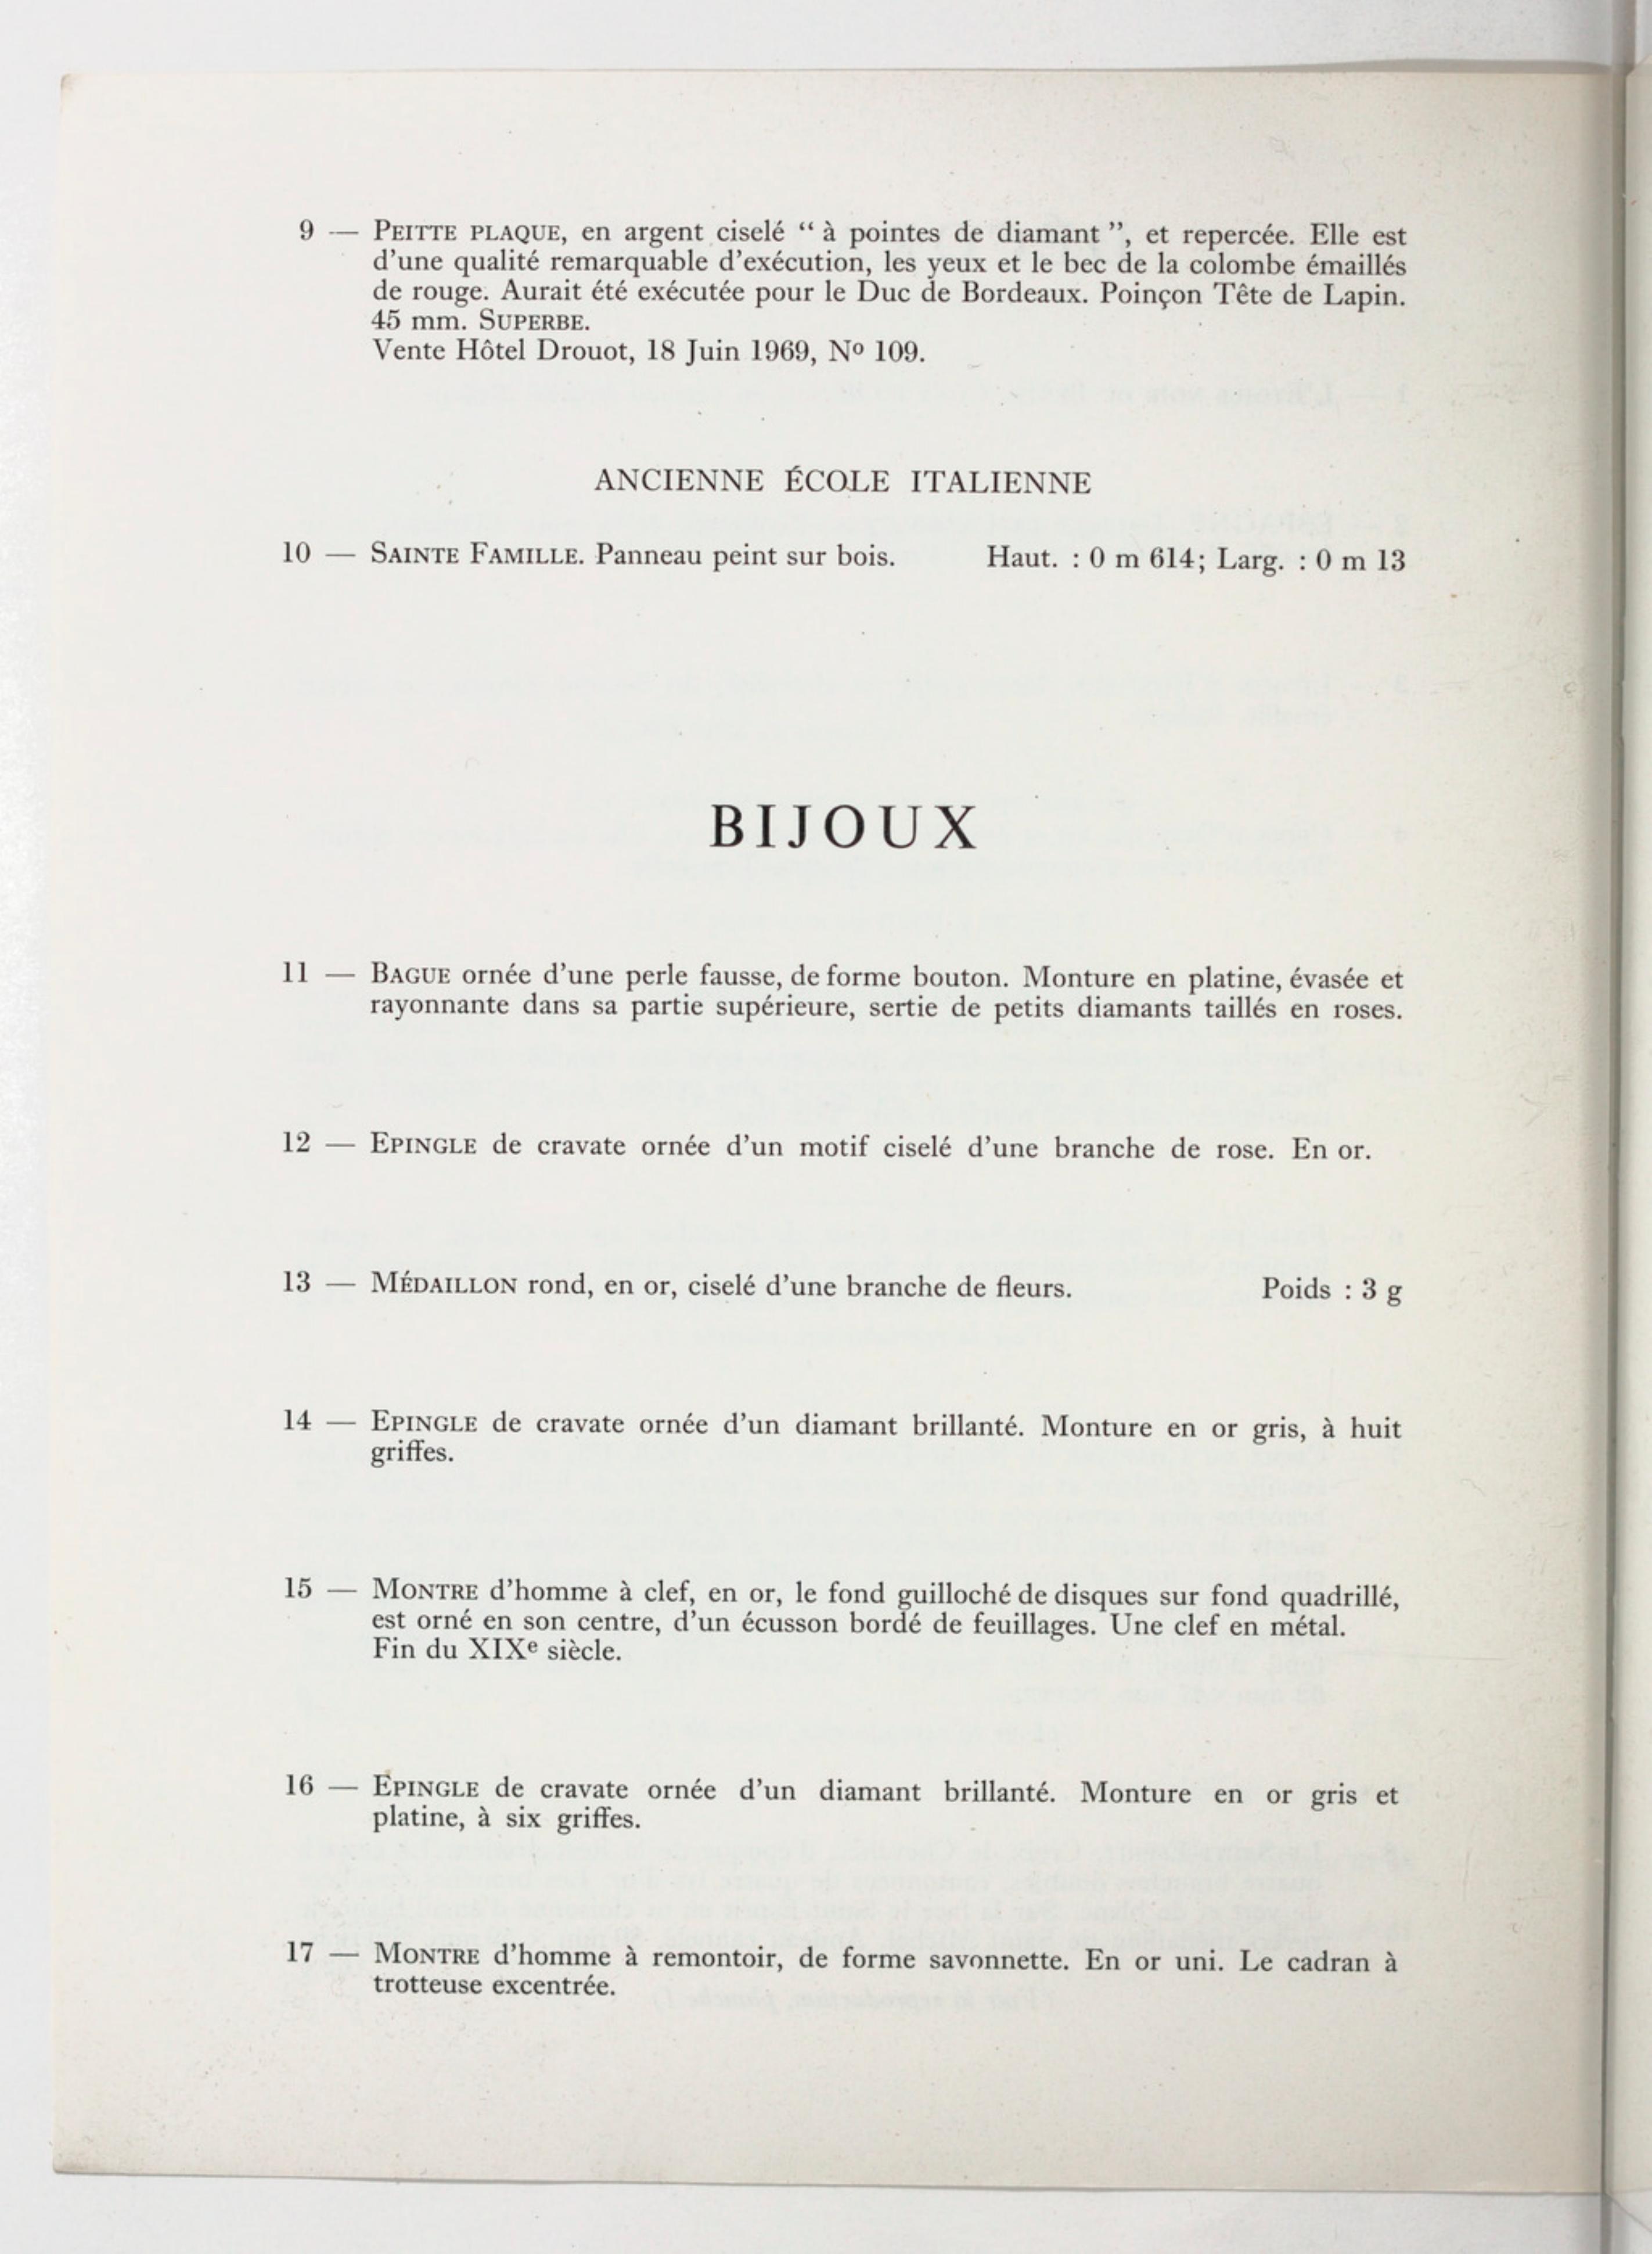 9 — PEITTE PLAQUE, en argent ciselé “ à pointes de diamant ”, et repercée. Elle est
d'une qualité remarquable d'exécution, les yeux et le bec de la colombe émaillés
de rouge. Aurait été exécutée pour le Duc de Bordeaux. Poinçon Tête de Lapin.
45 mm. SUPERBE.
Vente Hôtel Drouot, 18 Juin 1969, Nº 109.
ANCIENNE ÉCOLE ITALIENNE
10 — SAINTE FAMILLE. Panneau peint sur bois. Haut. : 0 m 614; Larg. : 0 m 13
BIJOUX
11 — BAGUE ornée d'une perle fausse, de forme bouton. Monture en platine, évasée et
rayonnante dans sa partie supérieure, sertie de petits diamants taillés en roses.
12 — EPINGLE de cravate ornée d'un motif ciselé d'une branche de rose. En or.
13 — MÉDAILLON rond, en or, ciselé d'une branche de fleurs. Poids : 3 g
14 — EPINGLE de cravate ornée d'un diamant brillanté. Monture en or gris, à huit
griffes.
15 — MONTRE d'homme à clef, en or, le fond guilloché de disques sur fond quadrillé,
est orné en son centre, d'un écusson bordé de feuillages. Une clef en métal.
Fin du XIXe siècle.
16 — EPINGLE de cravate ornée d'un diamant brillanté. Monture en or gris et
platine, à six griffes.
17 — MONTRE d'homme à remontoir, de forme savonnette. En or uni. Le cadran à
trotteuse excentrée.